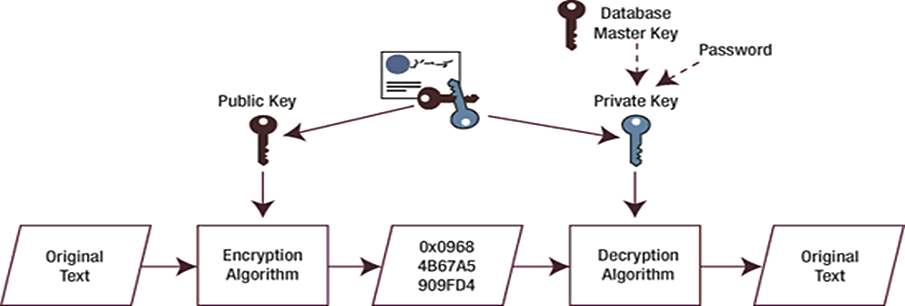 Database
Master Key
Password
Public Key
Private Key
Original
Text
Encryption
Algorithm
0x0968
4B67A5
909FD4
Decryption
Algorithm
Original
Text